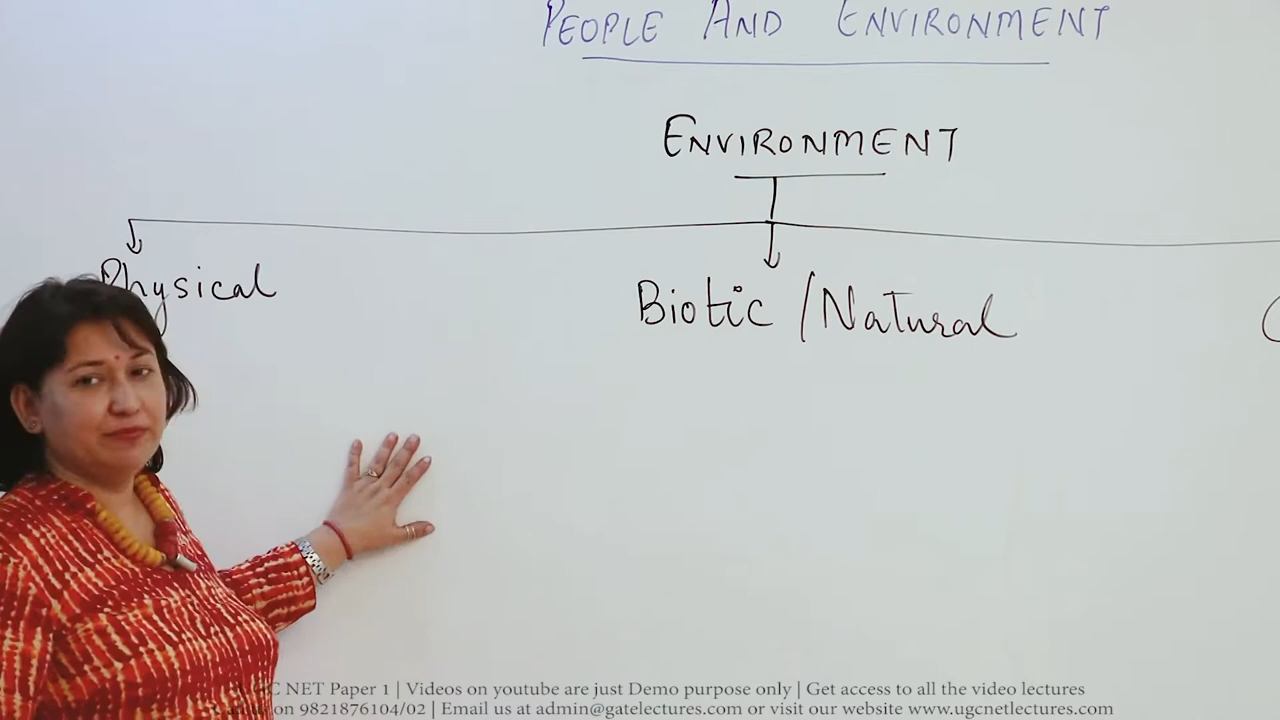 PEOPLE AND ENVIRONMENT
ENVIRONMENT
Physical
Biotic / Natural
C NET Paper 1 | Videos on youtube are just Demo purpose only | Get access to all the video lectures
on 9821876104/02 | Email us at admin@gatelectures.com or visit our website www.ugcnetlectures.com